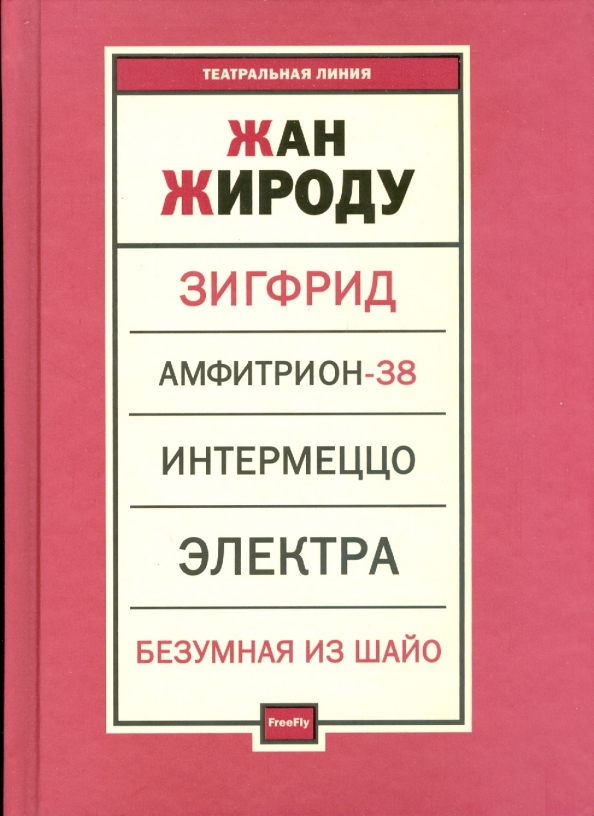 ТЕАТРАЛЬНАЯ ЛИНИЯ
ЖАН
ЖИРОДУ
ЗИГФРИД
АМФИТРИОН-38
ИНТЕРМЕЦЦО
ЭЛЕКТРА
БЕЗУМНАЯ ИЗ ШАЙО
FreeFly